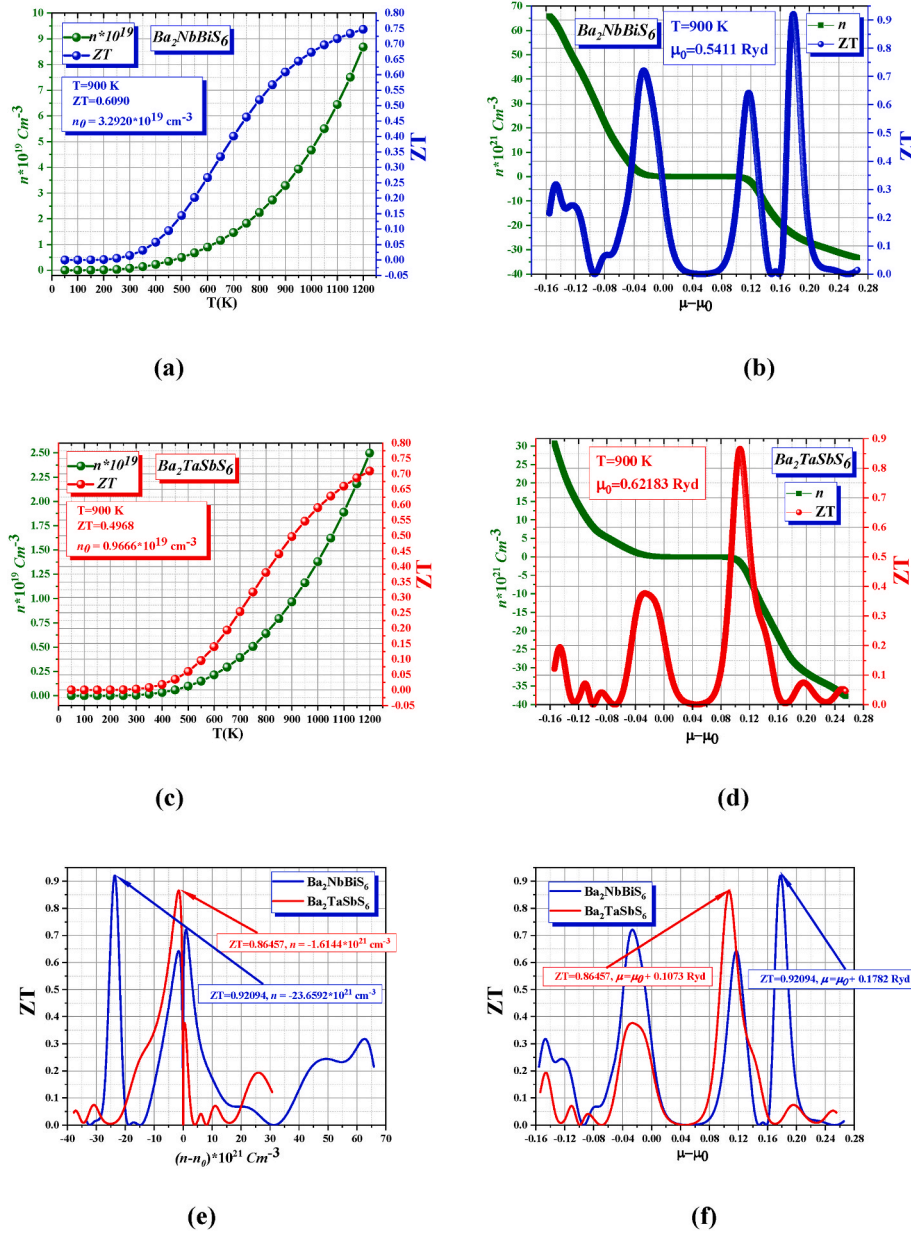 n*10^19
ZT
Ba2NbBiS6
T=900 K
ZT=0.6090
n0 = 3.2920*10^19 cm^-3
n*10^19 Cm^-3
10
9
8
7
6
5
4
3
2
1
0
0.80
0.75
0.70
0.65
0.60
0.55
0.50
0.45
0.40
0.35
0.30
0.25
0.20
0.15
0.10
0.05
0.00
-0.05
ZT
0 100 200 300 400 500 600 700 800 900 1000 1100 1200
T(K)
(a)
Ba2NbBiS6
T=900 K
μ0=0.5411 Ryd
n
ZT
n*10^21 Cm^-3
60
50
40
30
20
10
0
-10
-20
-30
-40
0.9
0.8
0.7
0.6
0.5
0.4
0.3
0.2
0.1
0.0
ZT
-0.16 -0.12 -0.08 -0.04 0.00 0.04 0.08 0.12 0.16 0.20 0.24 0.28
μ−μ0
(b)
n*10^19
ZT
Ba2TaSbS6
T=900 K
ZT=0.4968
n0 = 0.9666*10^19 cm^-3
n*10^19 Cm^-3
2.50
2.25
2.00
1.75
1.50
1.25
1.00
0.75
0.50
0.25
0.00
0.80
0.75
0.70
0.65
0.60
0.55
0.50
0.45
0.40
0.35
0.30
0.25
0.20
0.15
0.10
0.05
0.00
-0.05
ZT
0 100 200 300 400 500 600 700 800 900 1000 1100 1200
T(K)
(c)
T=900 K
μ0=0.62183 Ryd
Ba2TaSbS6
n
ZT
n*10^21 Cm^-3
30
25
20
15
10
5
0
-5
-10
-15
-20
-25
-30
-35
-40
0.9
0.8
0.7
0.6
0.5
0.4
0.3
0.2
0.1
0.0
ZT
-0.16 -0.12 -0.08 -0.04 0.00 0.04 0.08 0.12 0.16 0.20 0.24 0.28
μ−μ0
(d)
Ba2NbBiS6
Ba2TaSbS6
ZT=0.86457, n = -1.6144*10^21 cm^-3
ZT=0.92094, n = -23.6592*10^21 cm^-3
ZT
0.9
0.8
0.7
0.6
0.5
0.4
0.3
0.2
0.1
0.0
-40 -30 -20 -10 0 10 20 30 40 50 60 70
(n-n0)*10^21 Cm^-3
(e)
Ba2NbBiS6
Ba2TaSbS6
ZT=0.86457, μ=μ0+ 0.1073 Ryd
ZT=0.92094, μ=μ0+ 0.1782 Ryd
ZT
0.9
0.8
0.7
0.6
0.5
0.4
0.3
0.2
0.1
0.0
-0.16 -0.12 -0.08 -0.04 0.00 0.04 0.08 0.12 0.16 0.20 0.24 0.28
μ−μ0
(f)